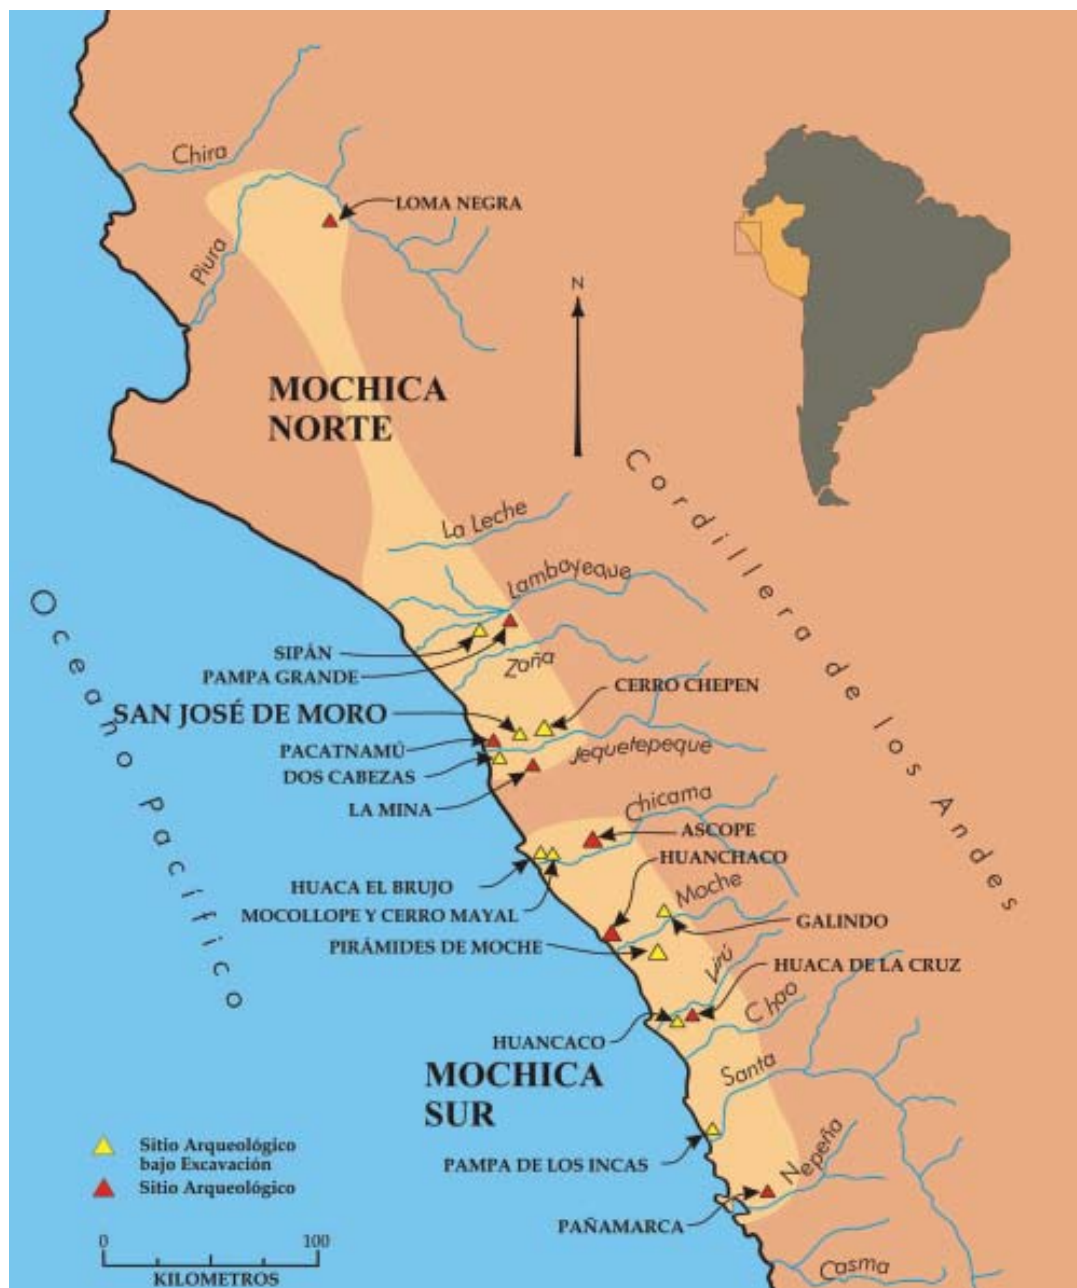 Chira
LOMA NEGRA
Piura
N
MOCHICA
NORTE
Cordillera de los Andes
La Leche
Lambayeque
Oceano Pacífico
SIPÁN
Zoña
PAMPA GRANDE
CERRO CHEPEN
SAN JOSÉ DE MORO
PACATNAMÚ
Jequetepeque
DOS CABEZAS
LA MINA
Chicama
ASCOPE
HUANCHACO
HUACA EL BRUJO
Moche
MOCOLLOPE Y CERRO MAYAL
GALINDO
PIRÁMIDES DE MOCHE
Virú
HUACA DE LA CRUZ
Chao
HUANCACO
MOCHICA
SUR
Santa
Sitio Arqueológico
bajo Excavación
Nepeña
PAMPA DE LOS INCAS
Sitio Arqueológico
PAÑAMARCA
0 100
Casma
KILOMETROS